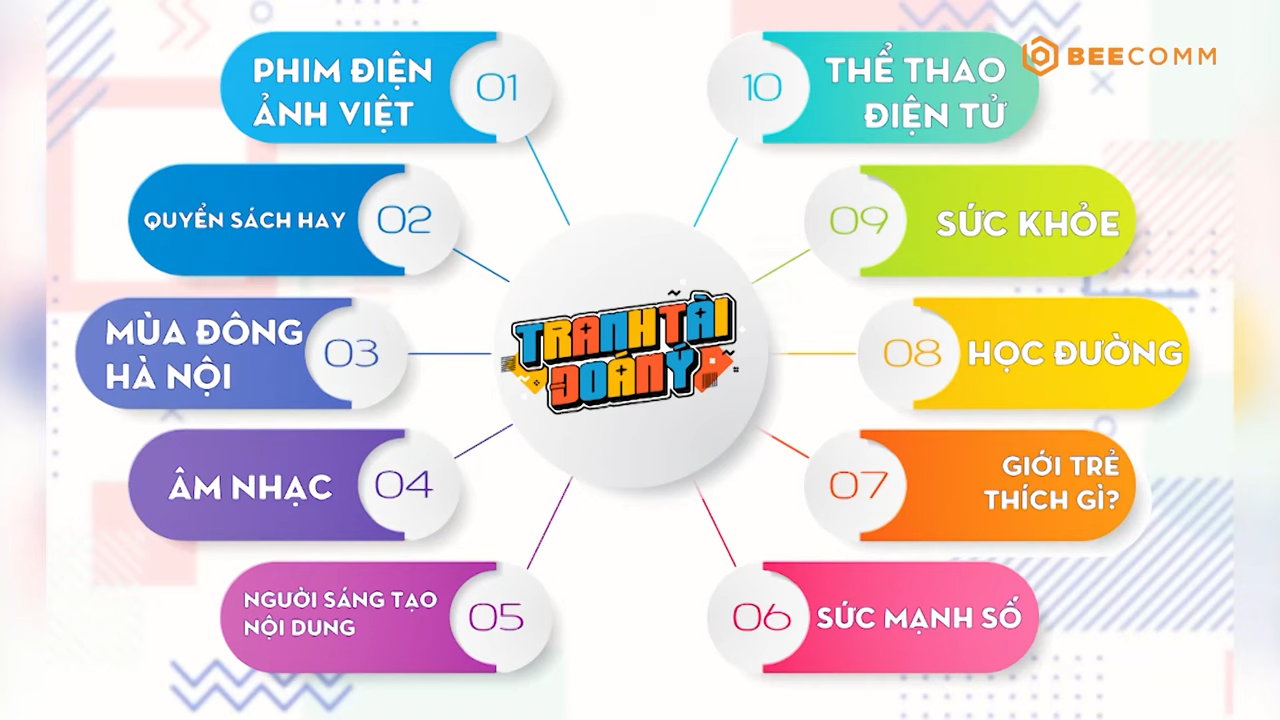 PHIM ĐIỆN
ẢNH VIỆT
01
QUYỂN SÁCH HAY
02
MÙA ĐÔNG
HÀ NỘI
03
ÂM NHẠC
04
NGƯỜI SÁNG TẠO
NỘI DUNG
05
TRANH TÀI
ĐOÁN Ý
10
THỂ THAO
ĐIỆN TỬ
BEECOMM
09
SỨC KHỎE
08
HỌC ĐƯỜNG
07
GIỚI TRẺ
THÍCH GÌ?
06
SỨC MẠNH SỐ